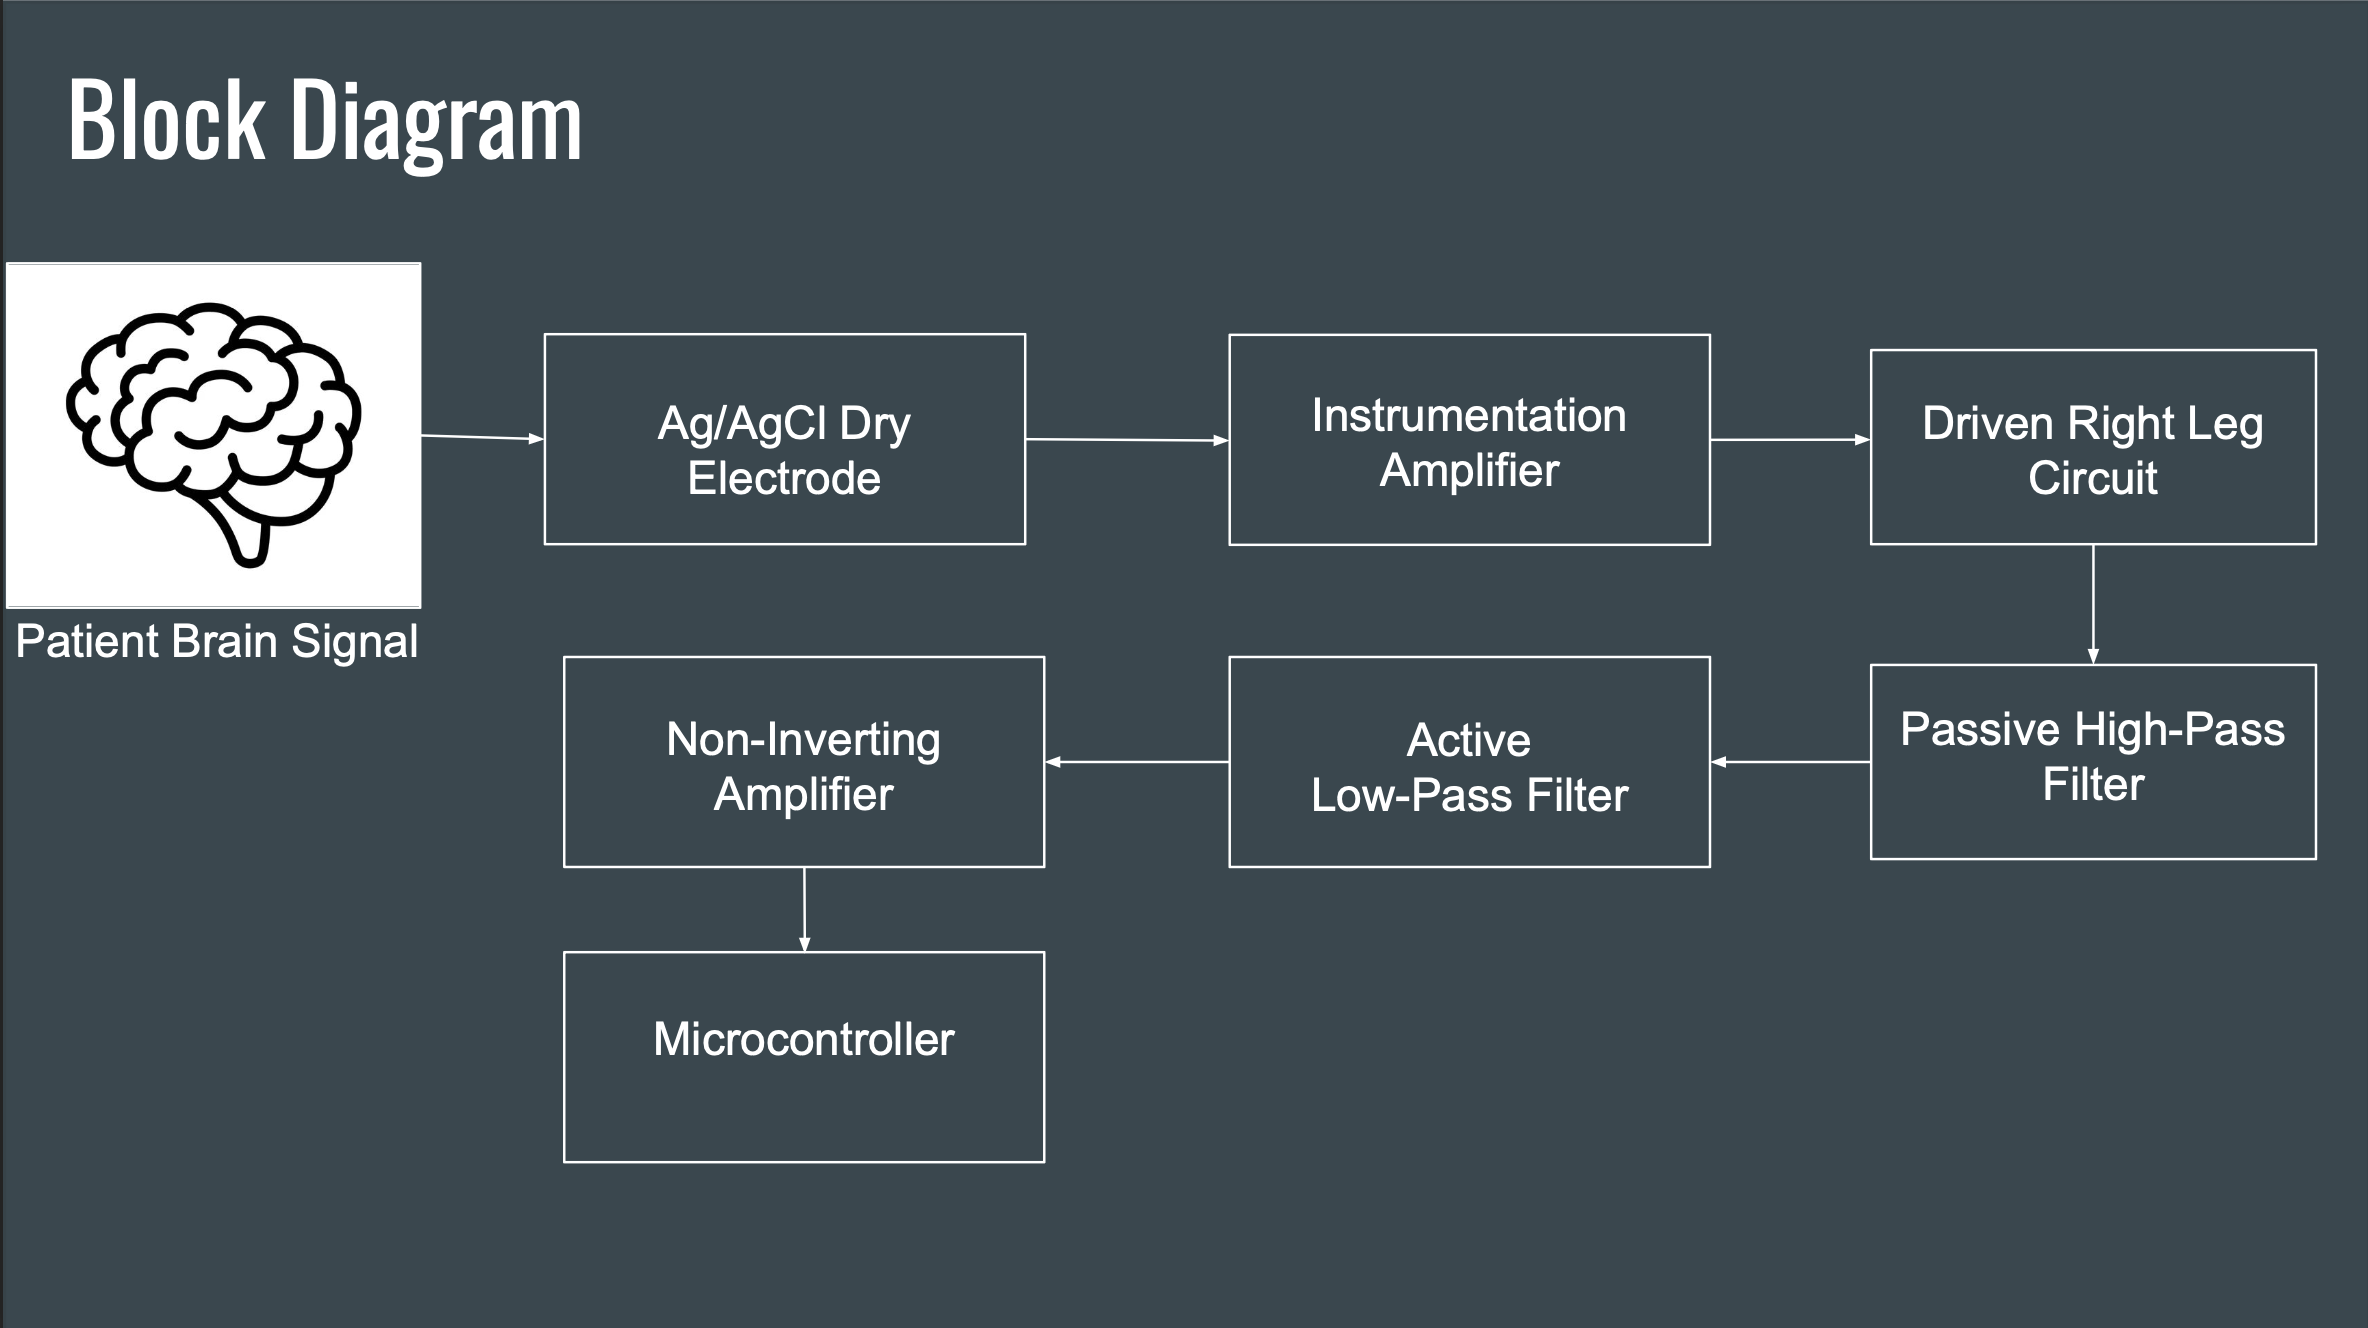 Block Diagram
Patient Brain Signal
Ag/AgCl Dry
Electrode
Instrumentation
Amplifier
Driven Right Leg
Circuit
Passive High-Pass
Filter
Active
Low-Pass Filter
Non-Inverting
Amplifier
Microcontroller